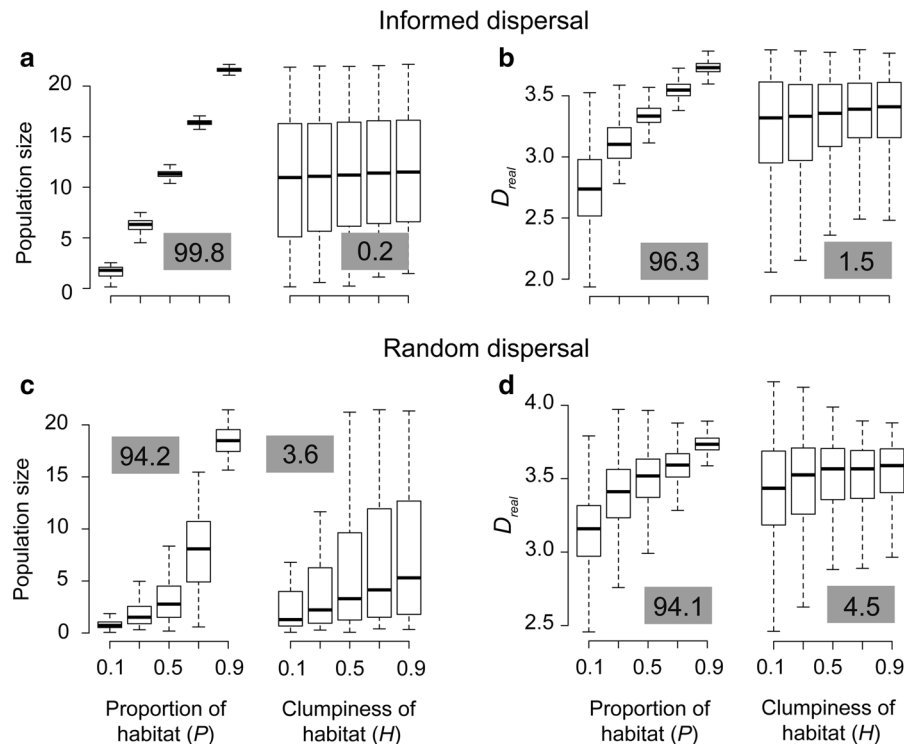 Informed dispersal
a
b
Population size
20
15
10
5
0
99.8
0.2
D_real
3.5
3.0
2.5
2.0
96.3
1.5
Random dispersal
c
d
Population size
20
15
10
5
0
94.2
3.6
D_real
4.0
3.5
3.0
2.5
94.1
4.5
0.1 0.5 0.9
0.1 0.5 0.9
0.1 0.5 0.9
0.1 0.5 0.9
Proportion of
habitat (P)
Clumpiness of
habitat (H)
Proportion of
habitat (P)
Clumpiness of
habitat (H)